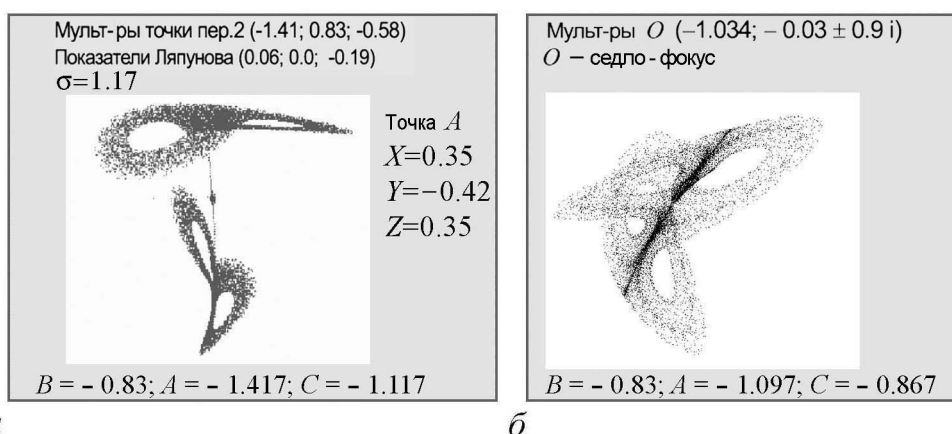 Мульт-ры точки пер.2 (-1.41; 0.83; -0.58)
Показатели Ляпунова (0.06; 0.0; -0.19)
σ=1.17
Точка A
X=0.35
Y=−0.42
Z=0.35
B = - 0.83; A = - 1.417; C = - 1.117
Мульт-ры O (−1.034; − 0.03 ± 0.9 i)
O − седло - фокус
B = - 0.83; A = - 1.097; C = - 0.867
б